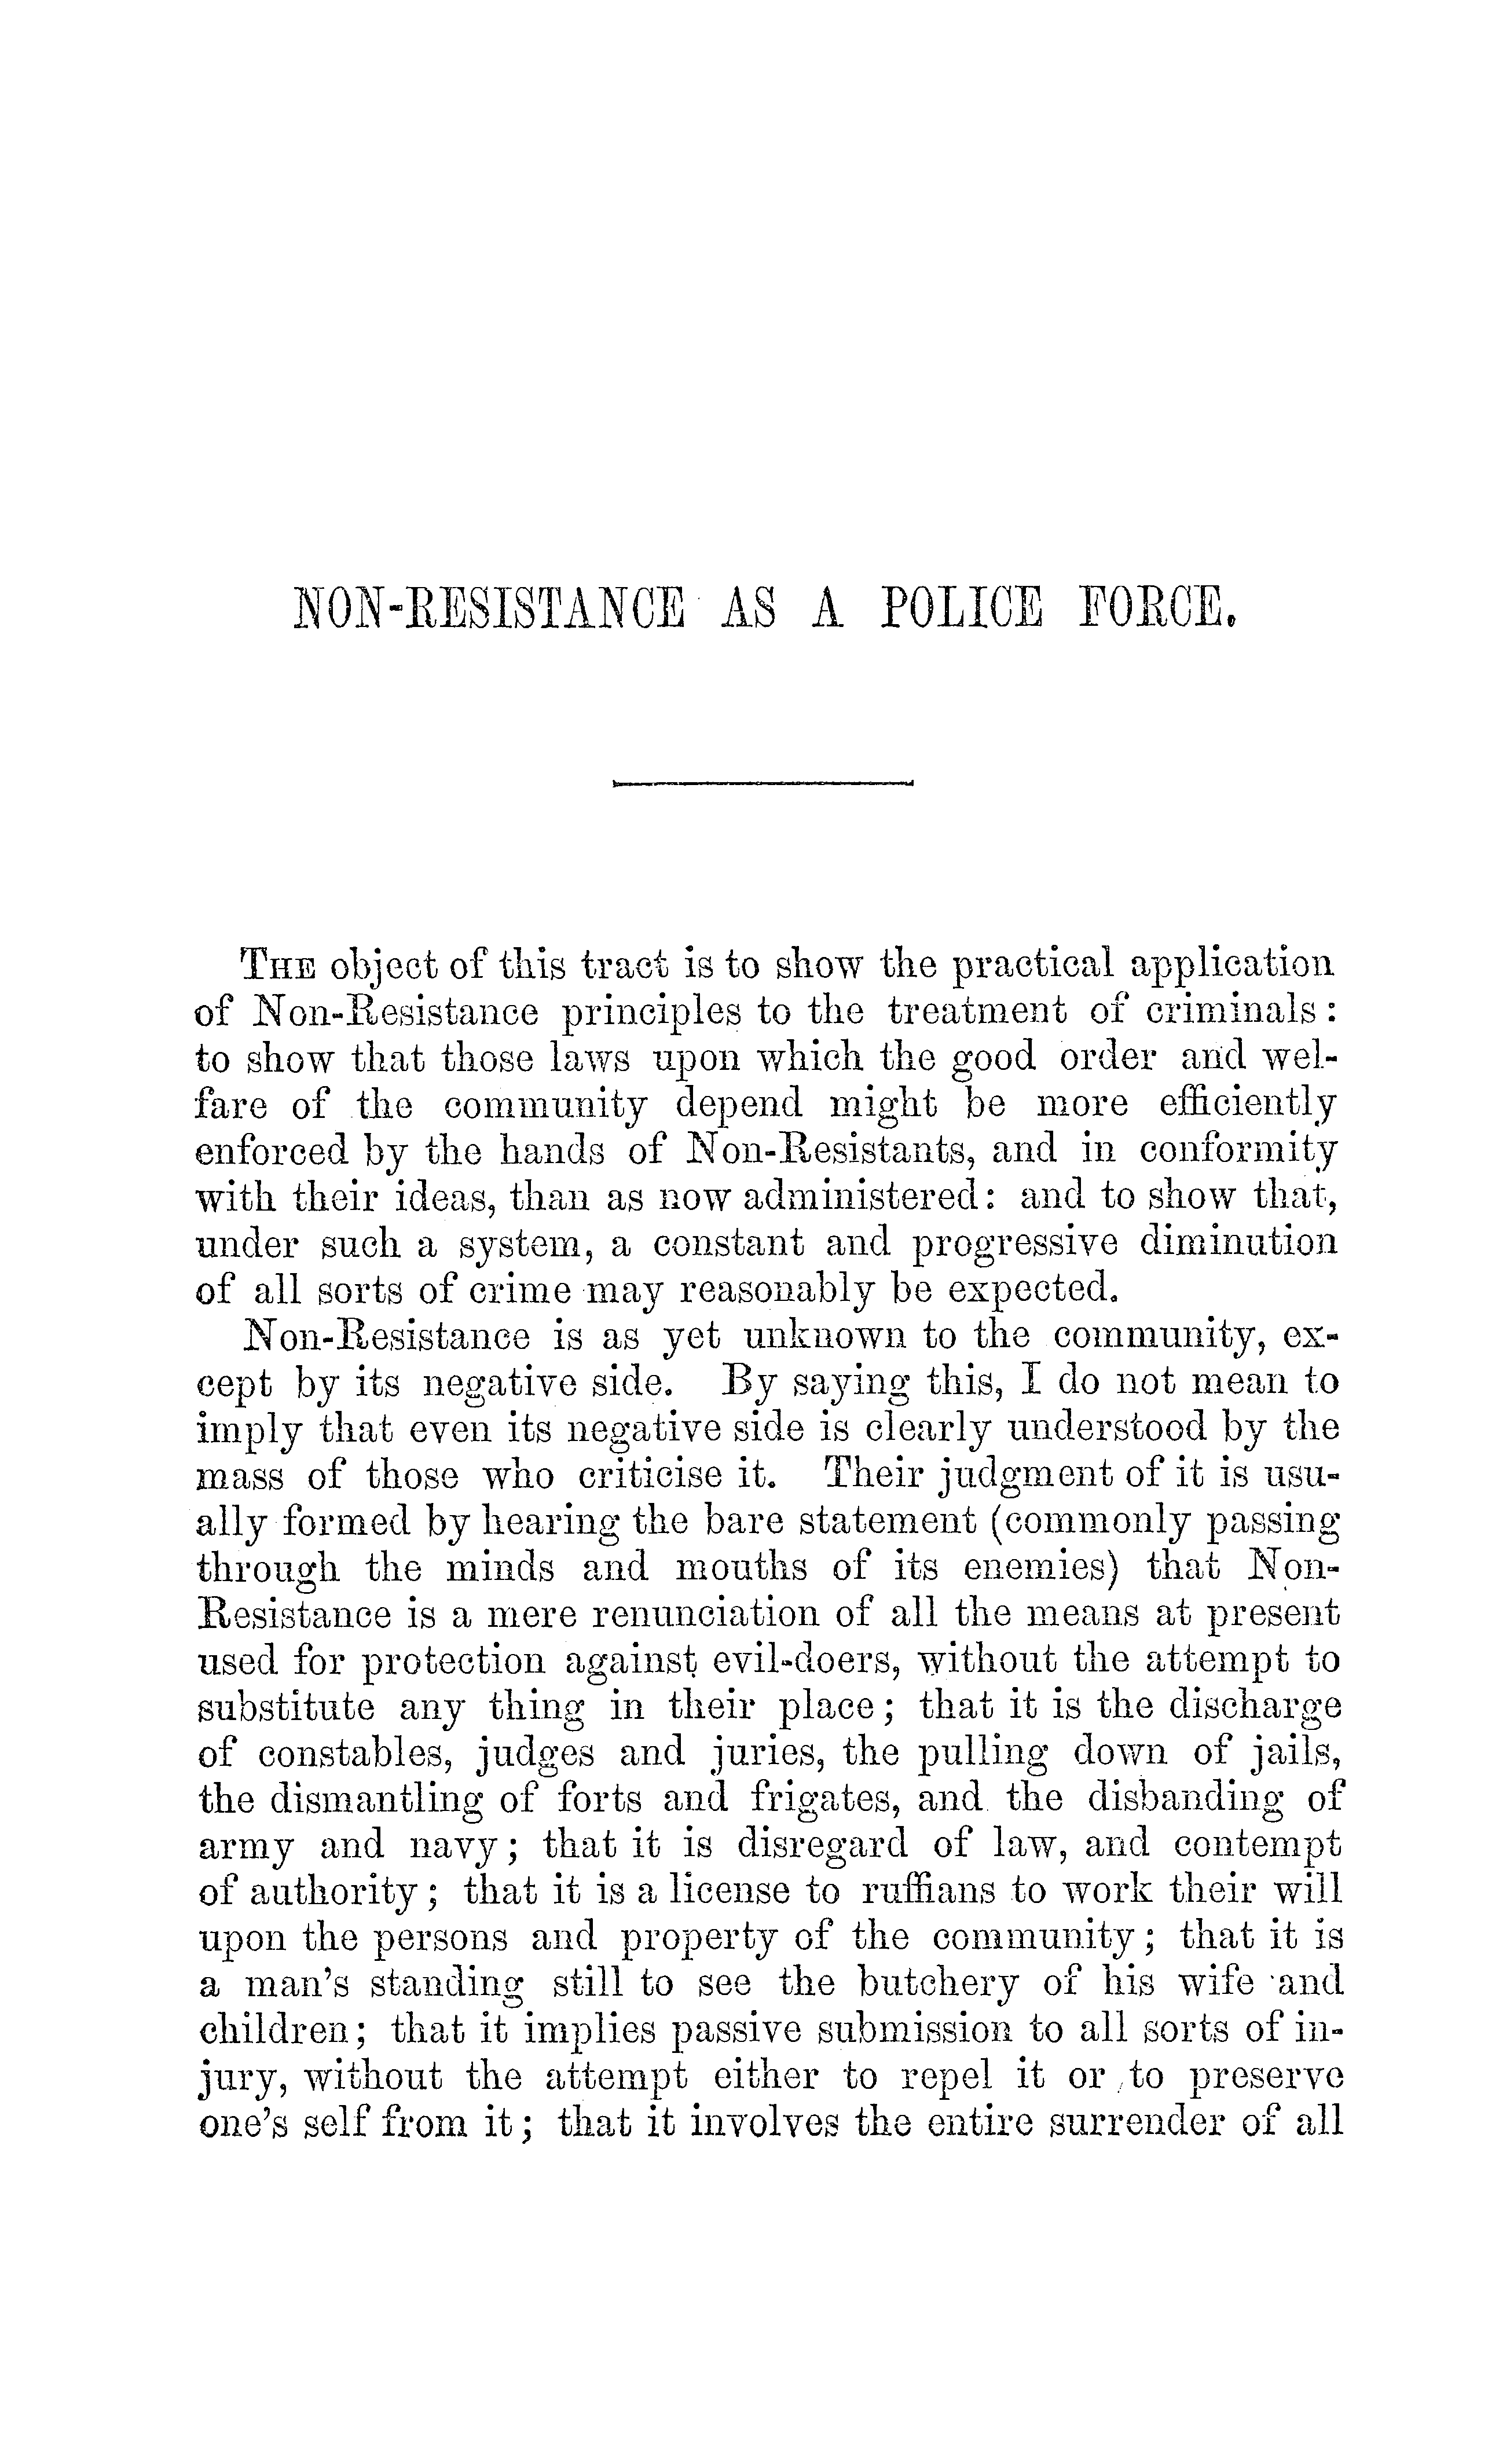 NON-RESISTANCE AS A POLICE FORCE.
THE object of this tract is to show the practical application
of Non-Resistance principles to the treatment of criminals:
to show that those laws upon which the good order and wel-
fare of the community depend might be more efficiently
enforced by the hands of Non-Resistants, and in conformity
with their ideas, than as now administered: and to show that,
under such a system, a constant and progressive diminution
of all sorts of crime may reasonably be expected.
Non-Resistance is as yet unknown to the community, ex-
cept by its negative side. By saying this, I do not mean to
imply that even its negative side is clearly understood by the
mass of those who criticise it. Their judgment of it is usu-
ally formed by hearing the bare statement (commonly passing
through the minds and mouths of its enemies) that Non-
Resistance is a mere renunciation of all the means at present
used for protection against evil-doers, without the attempt to
substitute any thing in their place; that it is the discharge
of constables, judges and juries, the pulling down of jails,
the dismantling of forts and frigates, and the disbanding of
army and navy; that it is disregard of law, and contempt
of authority; that it is a license to ruffians to work their will
upon the persons and property of the community; that it is
a man's standing still to see the butchery of his wife and
children; that it implies passive submission to all sorts of in-
jury, without the attempt either to repel it or to preserve
one's self from it; that it involves the entire surrender of all